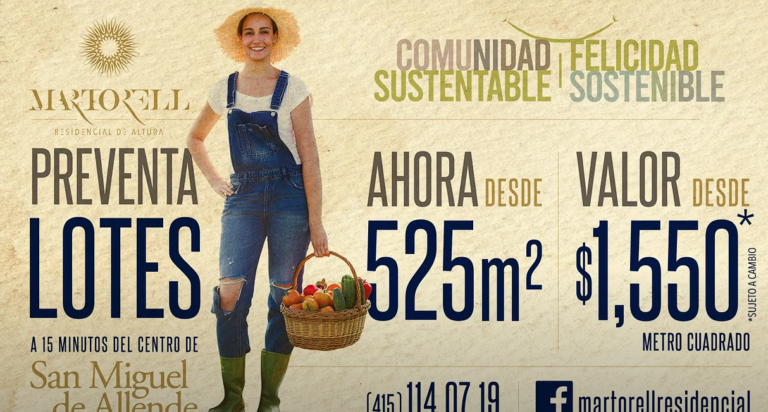 MARTORELL
RESIDENCIAL DE ALTURA
COMUNIDAD
SUSTENTABLE
FELICIDAD
SOSTENIBLE
PREVENTA
LOTES
A 15 MINUTOS DEL CENTRO DE
San Miguel
de Allende
AHORA DESDE
525m²
VALOR DESDE
$1,550*
METRO CUADRADO
*SUJETO A CAMBIO
(415) 114 07 19
f martorellresidencial